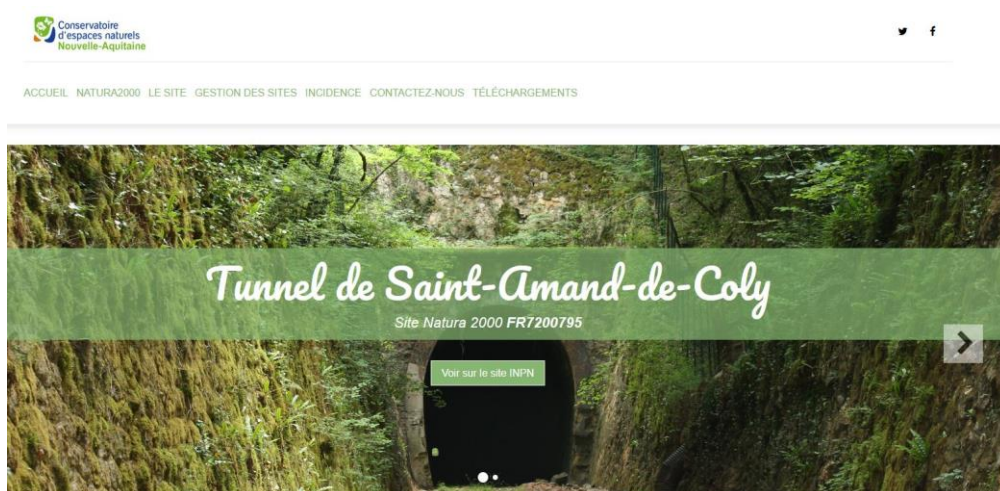 Conservatoire
d'espaces naturels
Nouvelle-Aquitaine
ACCUEIL NATURA2000 LE SITE GESTION DES SITES INCIDENCE CONTACTEZ-NOUS TÉLÉCHARGEMENTS
Tunnel de Saint-Amand-de-Coly
Site Natura 2000 FR7200795
Voir sur le site INPN